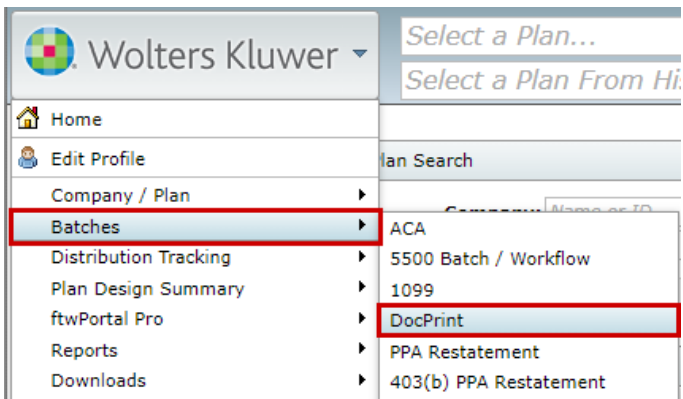 Wolters Kluwer
Select a Plan...
Select a Plan From His
Home
Edit Profile
lan Search
Company / Plan
Company: Name or ID
Batches
ACA
Distribution Tracking
5500 Batch / Workflow
Plan Design Summary
1099
ftwPortal Pro
DocPrint
Reports
PPA Restatement
Downloads
403(b) PPA Restatement